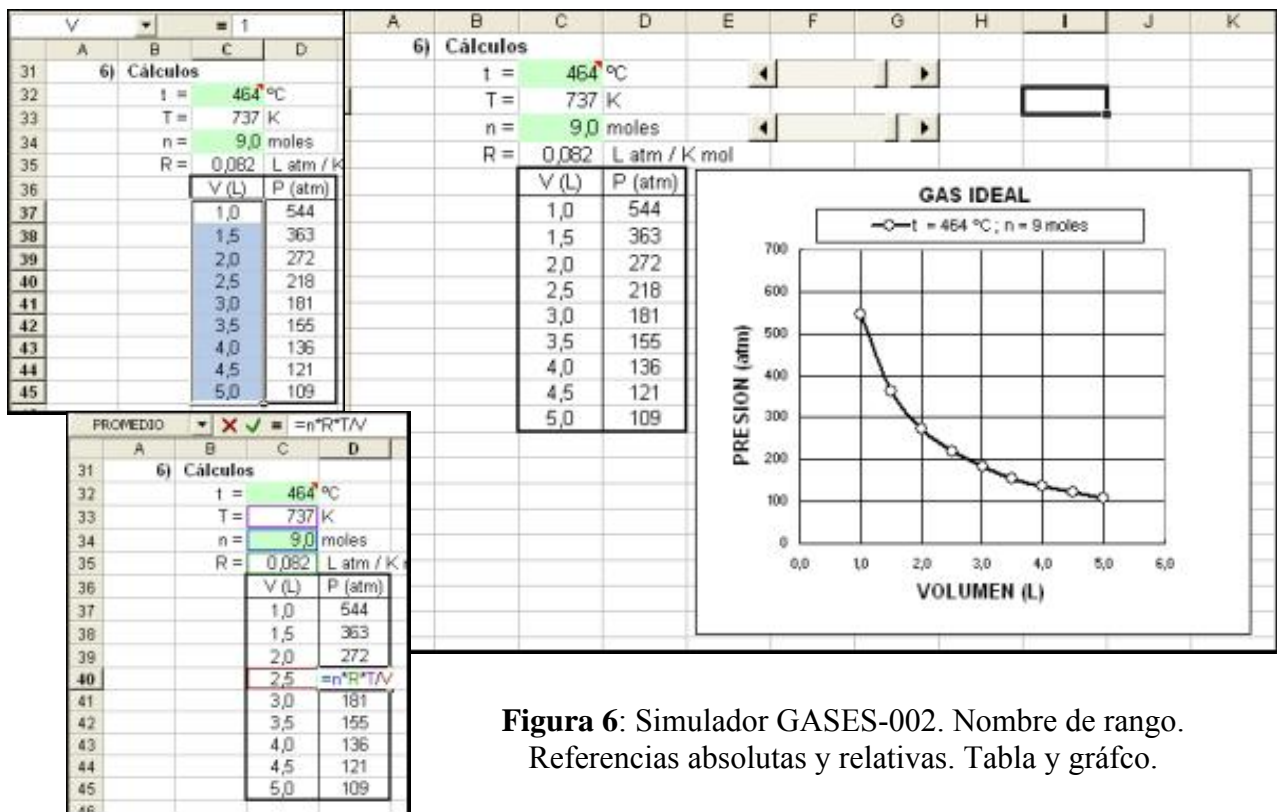 V = 1
A B C D
31 6) Cálculos
32 t = 464 ºC
33 T = 737 K
34 n = 9,0 moles
35 R = 0,082 L atm / K
36 V (L) P (atm)
37 1,0 544
38 1,5 363
39 2,0 272
40 2,5 218
41 3,0 181
42 3,5 155
43 4,0 136
44 4,5 121
45 5,0 109
A B C D E F G H I J K
6) Cálculos
t = 464 ºC
T = 737 K
n = 9,0 moles
R = 0,082 L atm / K mol
V (L) P (atm)
1,0 544
1,5 363
2,0 272
2,5 218
3,0 181
3,5 155
4,0 136
4,5 121
5,0 109
GAS IDEAL
t = 464 ºC ; n = 9 moles
PRESION (atm)
700
600
500
400
300
200
100
0
0,0 1,0 2,0 3,0 4,0 5,0 6,0
VOLUMEN (L)
PROMEDIO = =n*R*T/V
A B C D
31 6) Cálculos
32 t = 464 ºC
33 T = 737 K
34 n = 9,0 moles
35 R = 0,082 L atm / K
36 V (L) P (atm)
37 1,0 544
38 1,5 363
39 2,0 272
40 2,5 =n*R*T/V
41 3,0 181
42 3,5 155
43 4,0 136
44 4,5 121
45 5,0 109
46
Figura 6: Simulador GASES-002. Nombre de rango.
Referencias absolutas y relativas. Tabla y gráfco.